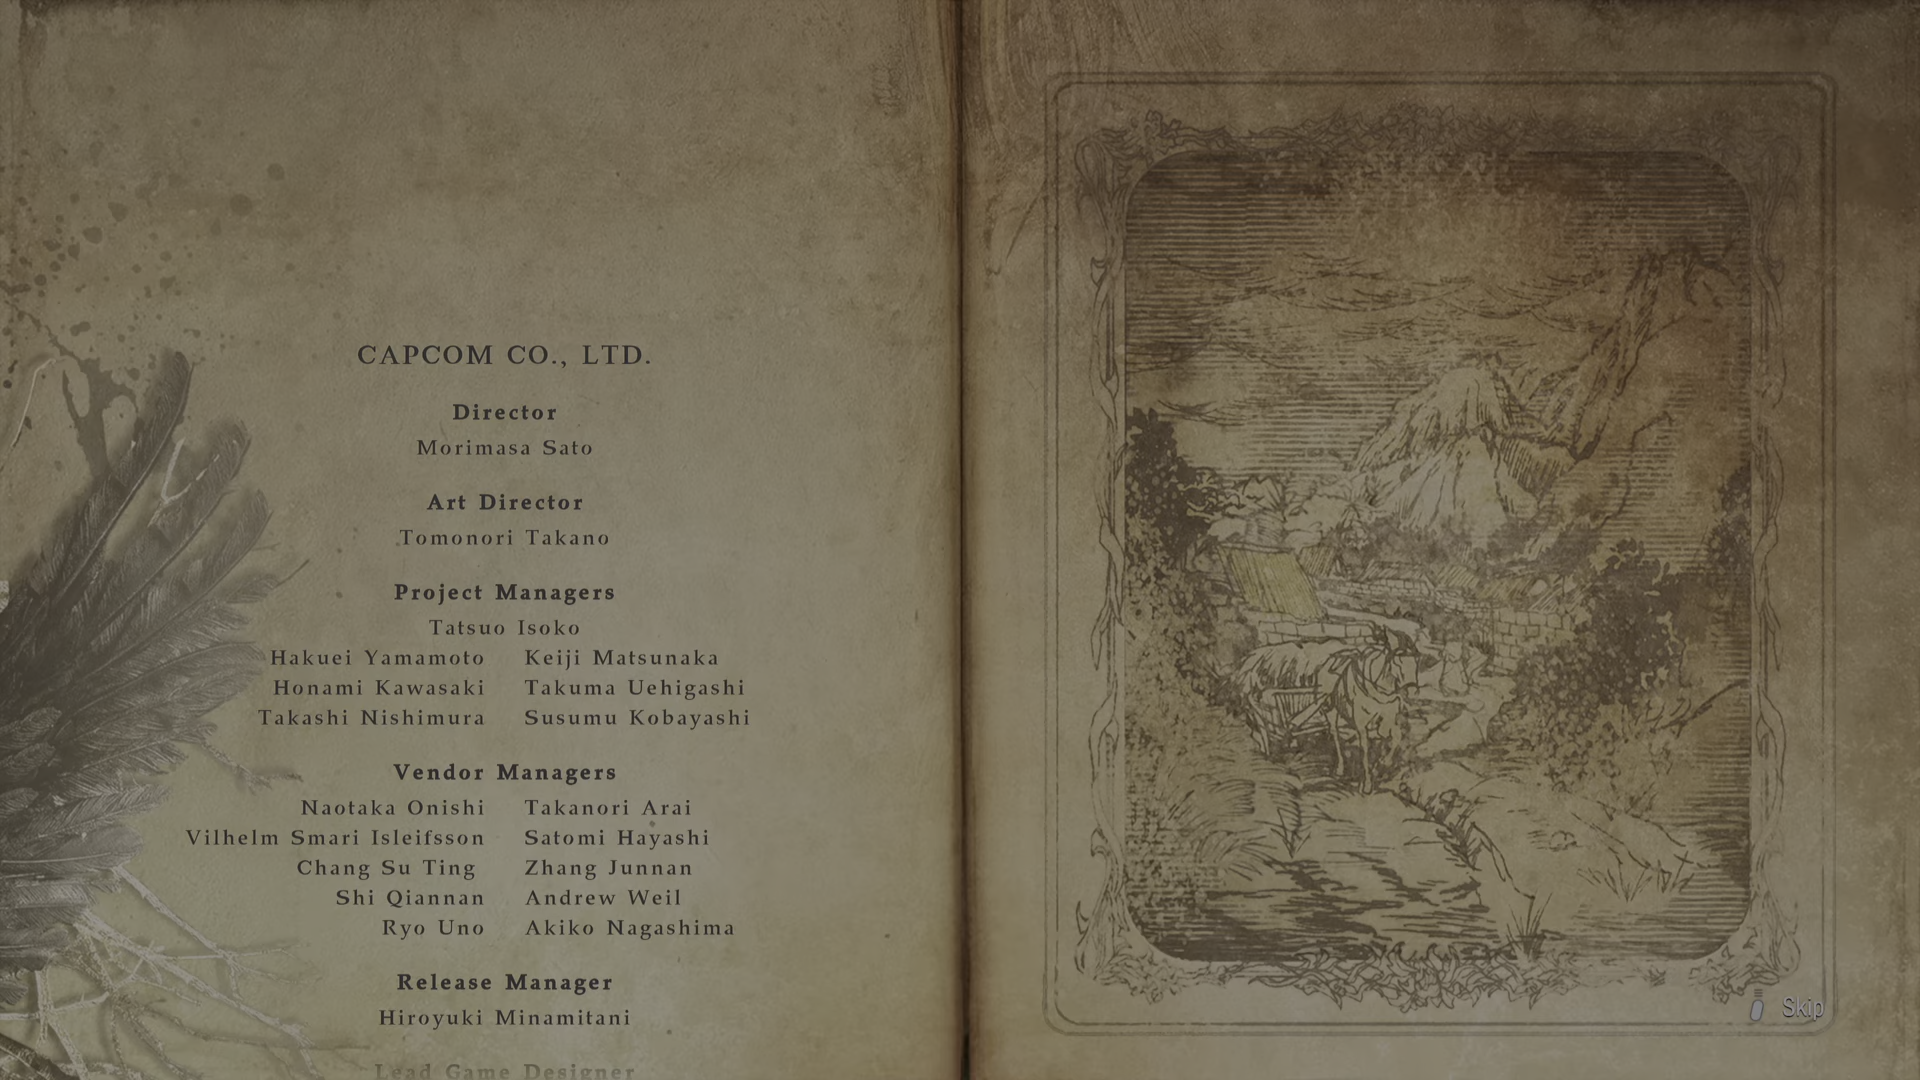 CAPCOM CO., LTD.
Director
Morimasa Sato
Art Director
Tomonori Takano
Project Managers
Tatsuo Isoko
Hakuei Yamamoto Keiji Matsunaka
Honami Kawasaki Takuma Uehigashi
Takashi Nishimura Susumu Kobayashi
Vendor Managers
Naotaka Onishi Takanori Arai
Vilhelm Smari Isleifsson Satomi Hayashi
Chang Su Ting Zhang Junnan
Shi Qiannan Andrew Weil
Ryo Uno Akiko Nagashima
Release Manager
Hiroyuki Minamitani
Lead Game Designer
Skip